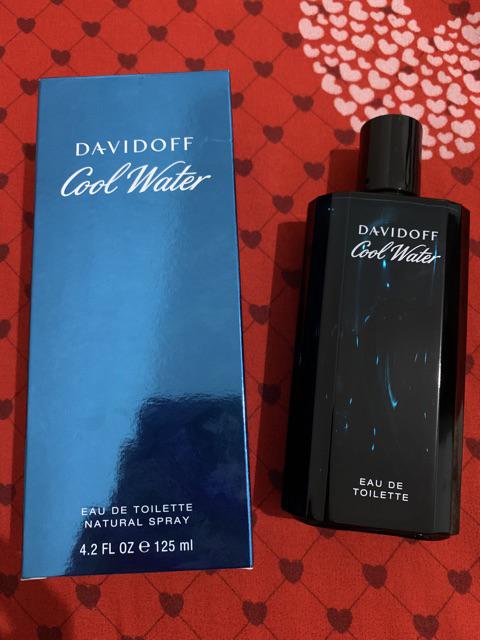 DAVIDOFF
Cool Water
EAU DE TOILETTE
NATURAL SPRAY
4.2 FL OZ ℮ 125 ml
DAVIDOFF
Cool Water
EAU DE
TOILETTE